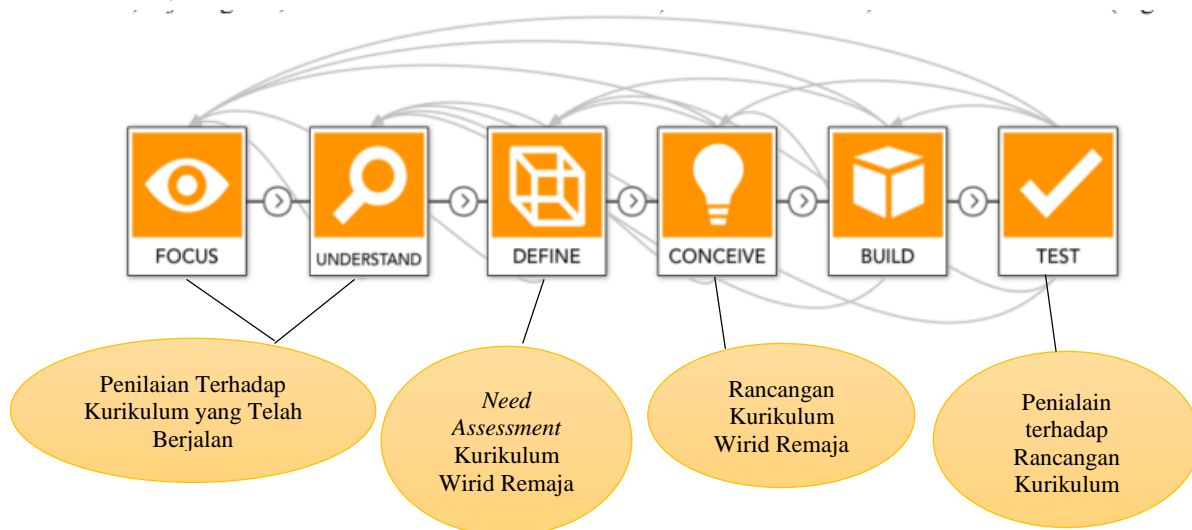 FOCUS
UNDERSTAND
DEFINE
CONCEIVE
BUILD
TEST
Penilaian Terhadap
Kurikulum yang Telah
Berjalan
Need
Assessment
Kurikulum
Wirid Remaja
Rancangan
Kurikulum
Wirid Remaja
Penialain
terhadap
Rancangan
Kurikulum